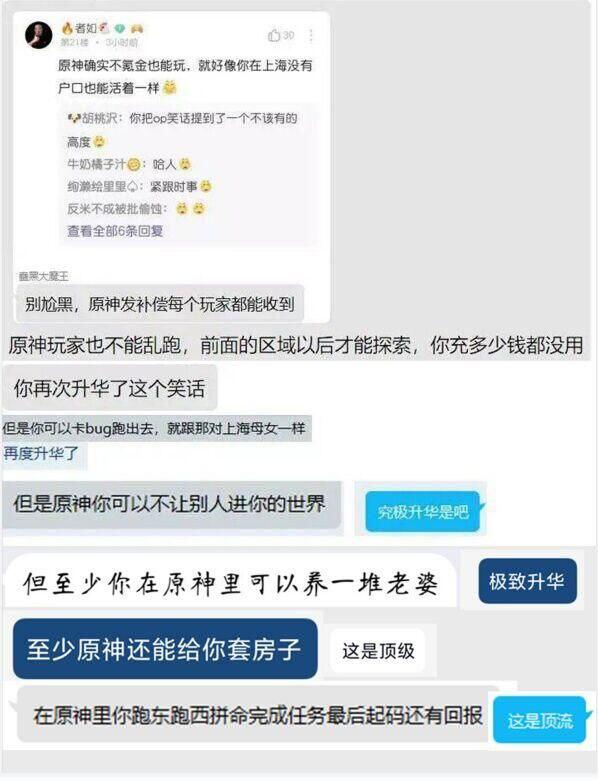 者如
第21楼 · 3小时前
30
原神确实不氪金也能玩，就好像你在上海没有
户口也能活着一样
胡桃沢：你把op笑话提到了一个不该有的
高度
牛奶橘子汁：哈人
绚濑绘里里♤：紧跟时事
反米不成被批偷蚀：
查看全部6条回复
蠢黑大魔王
别尬黑，原神发补偿每个玩家都能收到
原神玩家也不能乱跑，前面的区域以后才能探索，你充多少钱都没用
你再次升华了这个笑话
但是你可以卡bug跑出去，就跟那对上海母女一样
再度升华了
但是原神你可以不让别人进你的世界
究极升华是吧
但至少你在原神里可以养一堆老婆
极致升华
至少原神还能给你套房子
这是顶级
在原神里你跑东跑西拼命完成任务最后起码还有回报
这是顶流